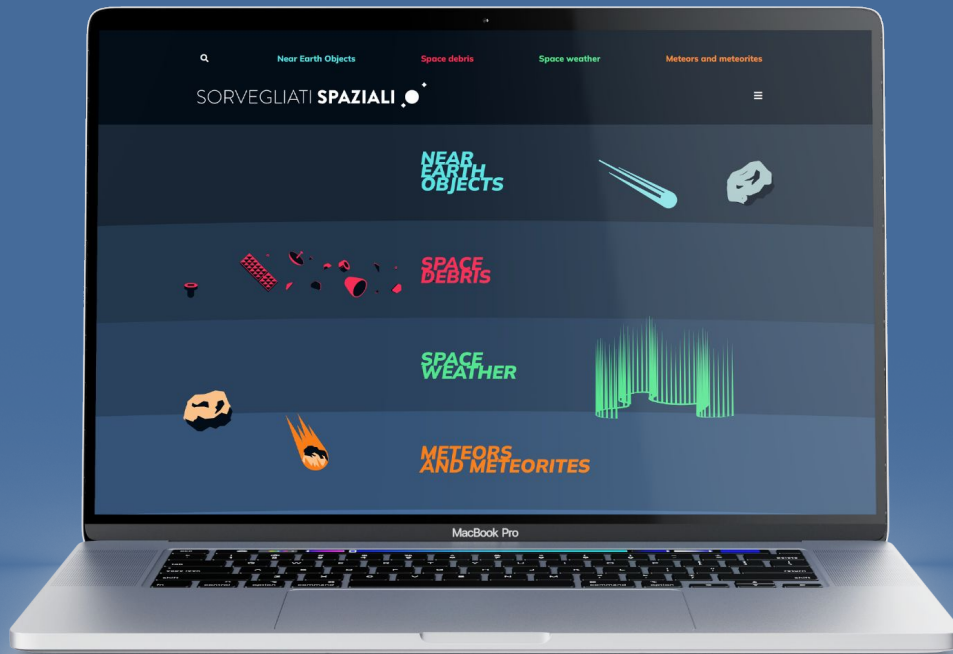 Near Earth Objects
Space debris
Space weather
Meteors and meteorites
SORVEGLIATI SPAZIALI
NEAR
EARTH
OBJECTS
SPACE
DEBRIS
SPACE
WEATHER
METEORS
AND METEORITES
MacBook Pro